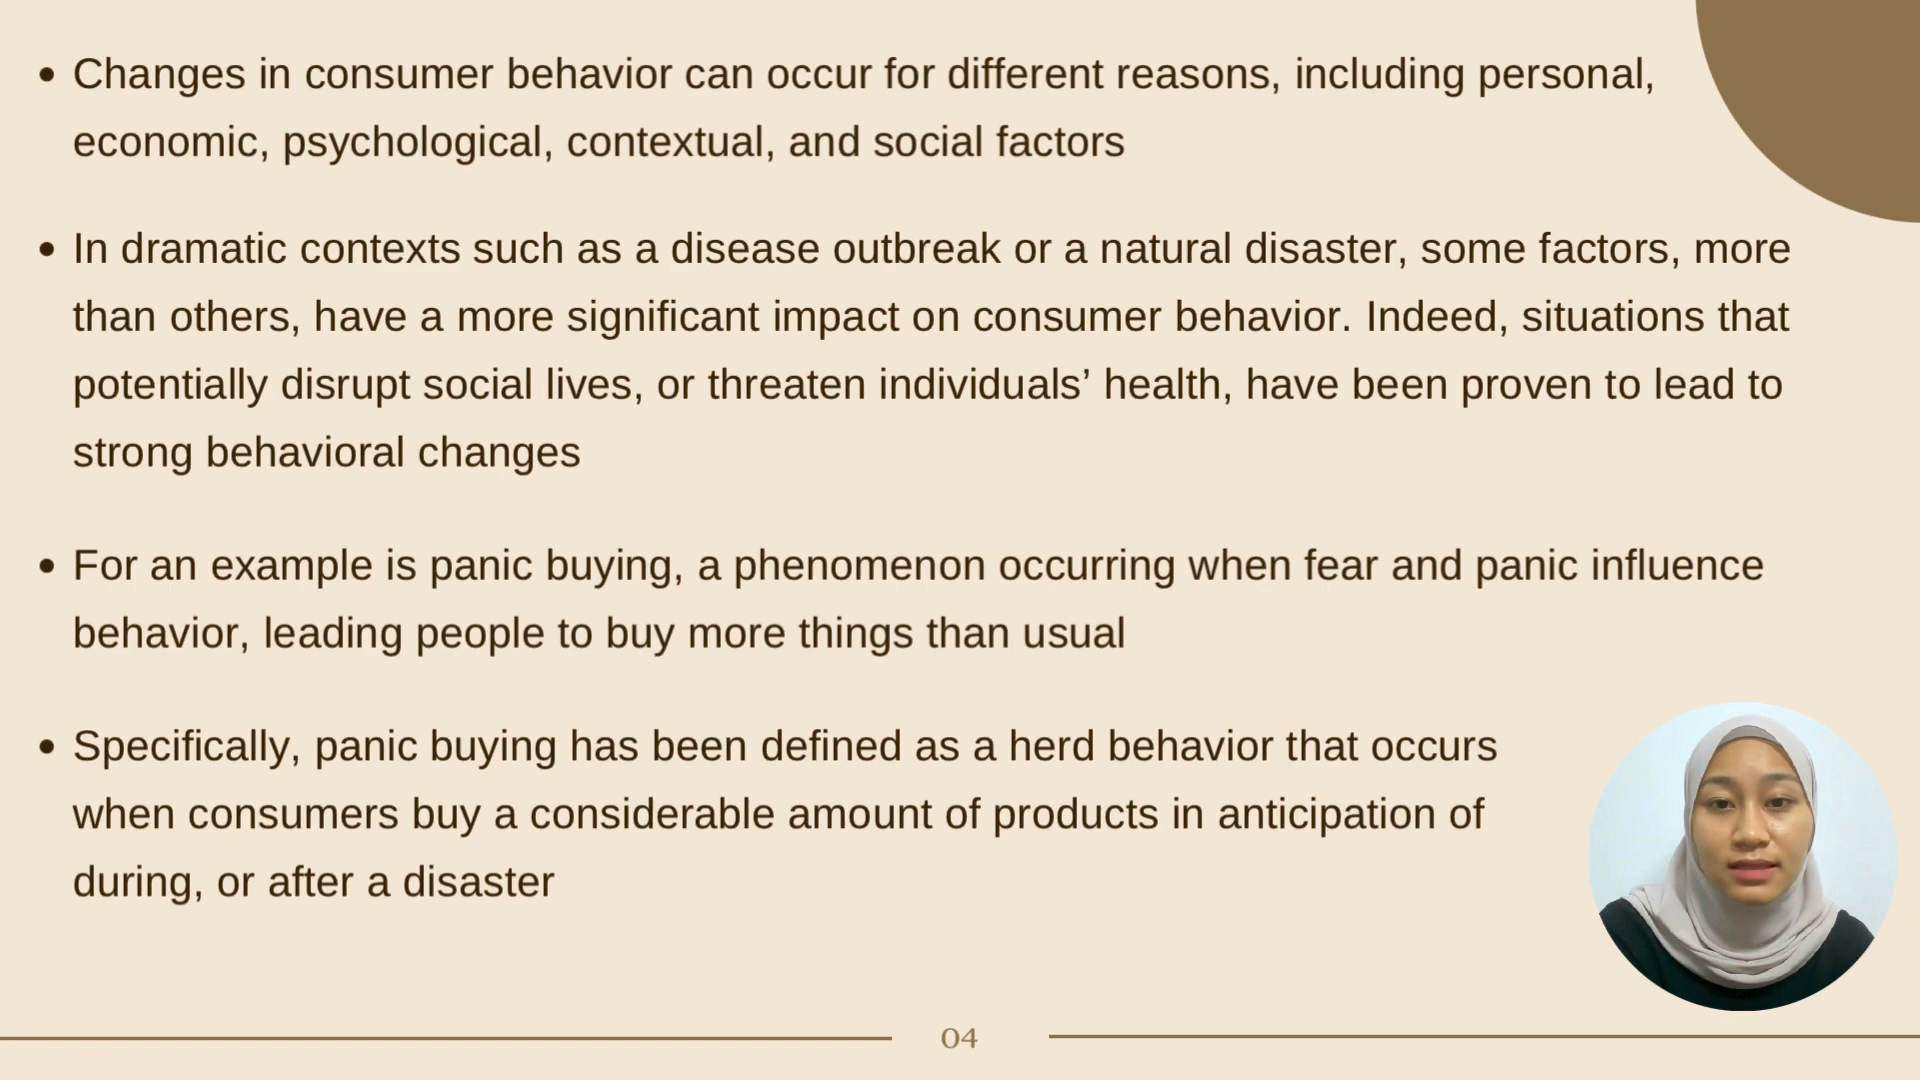 • Changes in consumer behavior can occur for different reasons, including personal,
economic, psychological, contextual, and social factors
• In dramatic contexts such as a disease outbreak or a natural disaster, some factors, more
than others, have a more significant impact on consumer behavior. Indeed, situations that
potentially disrupt social lives, or threaten individuals’ health, have been proven to lead to
strong behavioral changes
• For an example is panic buying, a phenomenon occurring when fear and panic influence
behavior, leading people to buy more things than usual
• Specifically, panic buying has been defined as a herd behavior that occurs
when consumers buy a considerable amount of products in anticipation of
during, or after a disaster
04